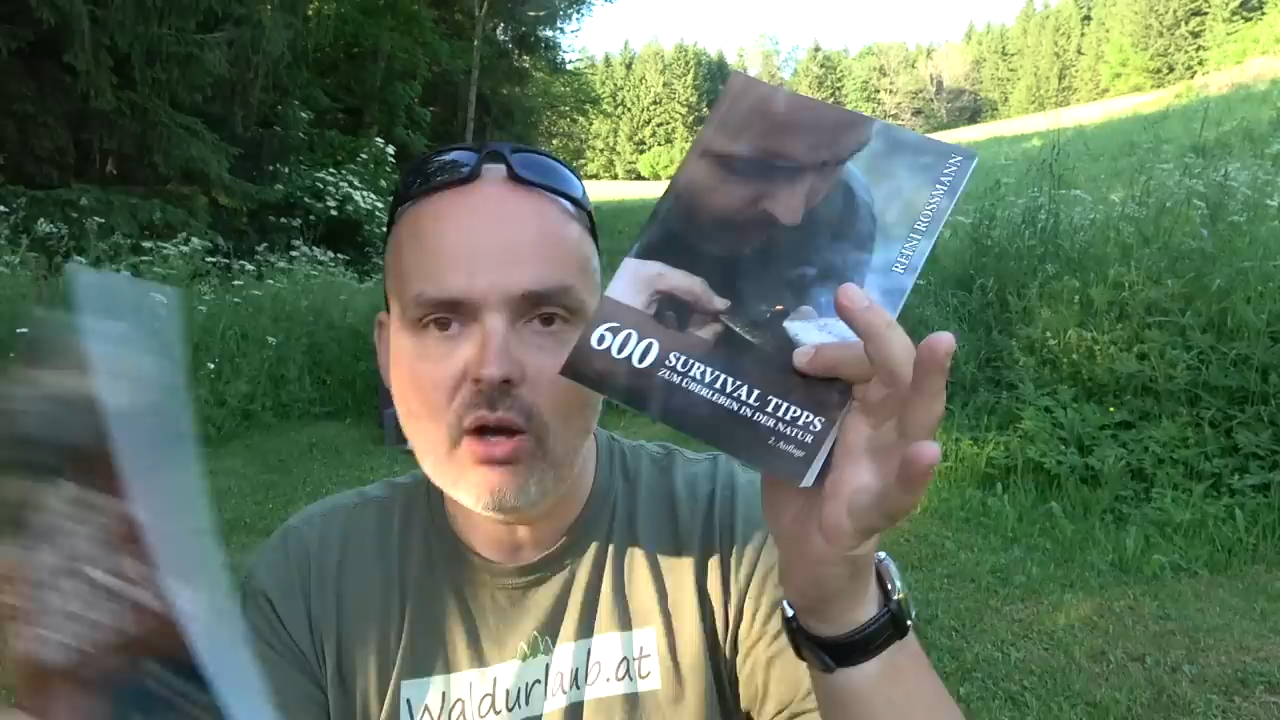 REINI ROSSMANN
600 SURVIVAL TIPPS
ZUM ÜBERLEBEN IN DER NATUR
2. Auflage
Waldurlaub.at